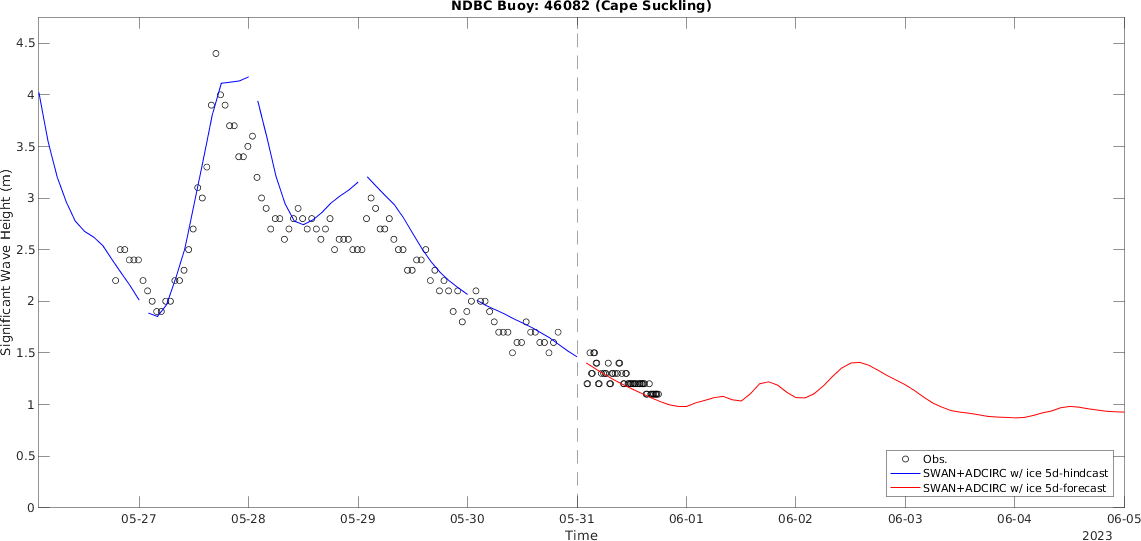 NDBC Buoy: 46082 (Cape Suckling)
4.5
4
3.5
3
2.5
2
1.5
1
0.5
0
Significant Wave Height (m)
Obs.
SWAN+ADCIRC w/ ice 5d-hindcast
SWAN+ADCIRC w/ ice 5d-forecast
05-27 05-28 05-29 05-30 05-31 06-01 06-02 06-03 06-04 06-05
Time
2023